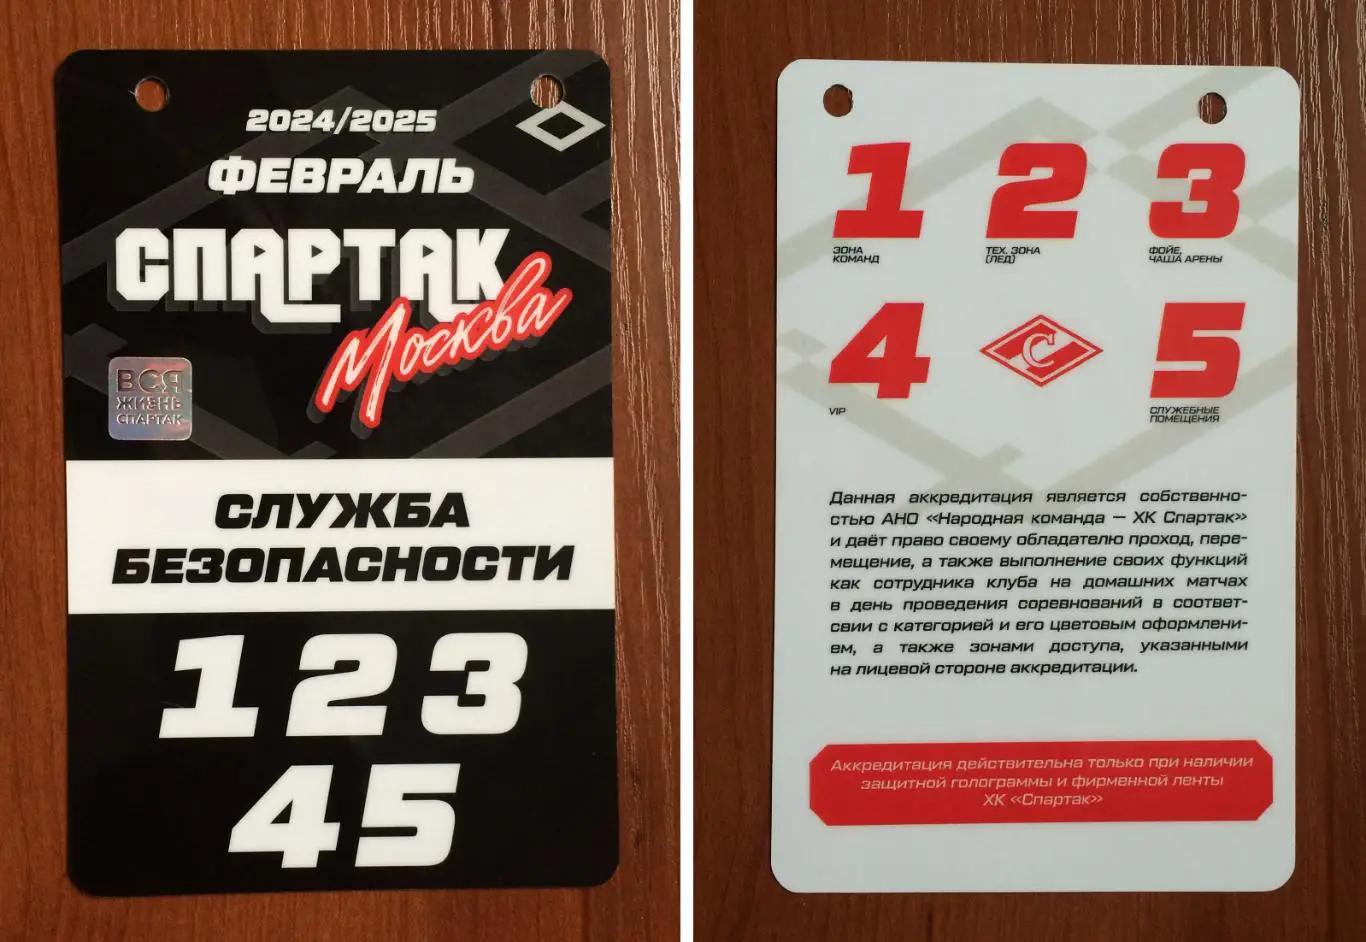 2024/2025
ФЕВРАЛЬ
СПАРТАК
Москва
ВСЯ
ЖИЗНЬ
СПАРТАК
СЛУЖБА
БЕЗОПАСНОСТИ
1 2 3
4 5
1 2 3
ЗОНА
КОМАНД
ТЕХ. ЗОНА
(ЛЕД)
ФОЙЕ,
ЧАША АРЕНЫ
4 С 5
VIP
СЛУЖЕБНЫЕ
ПОМЕЩЕНИЯ
Данная аккредитация является собственно-
стью АНО «Народная команда – ХК Спартак»
и даёт право своему обладателю проход, пере-
мещение, а также выполнение своих функций
как сотрудника клуба на домашних матчах
в день проведения соревнований в соответ-
свии с категорией и его цветовым оформлени-
ем, а также зонами доступа, указанными
на лицевой стороне аккредитации.
Аккредитация действительна только при наличии
защитной голограммы и фирменной ленты
ХК «Спартак»